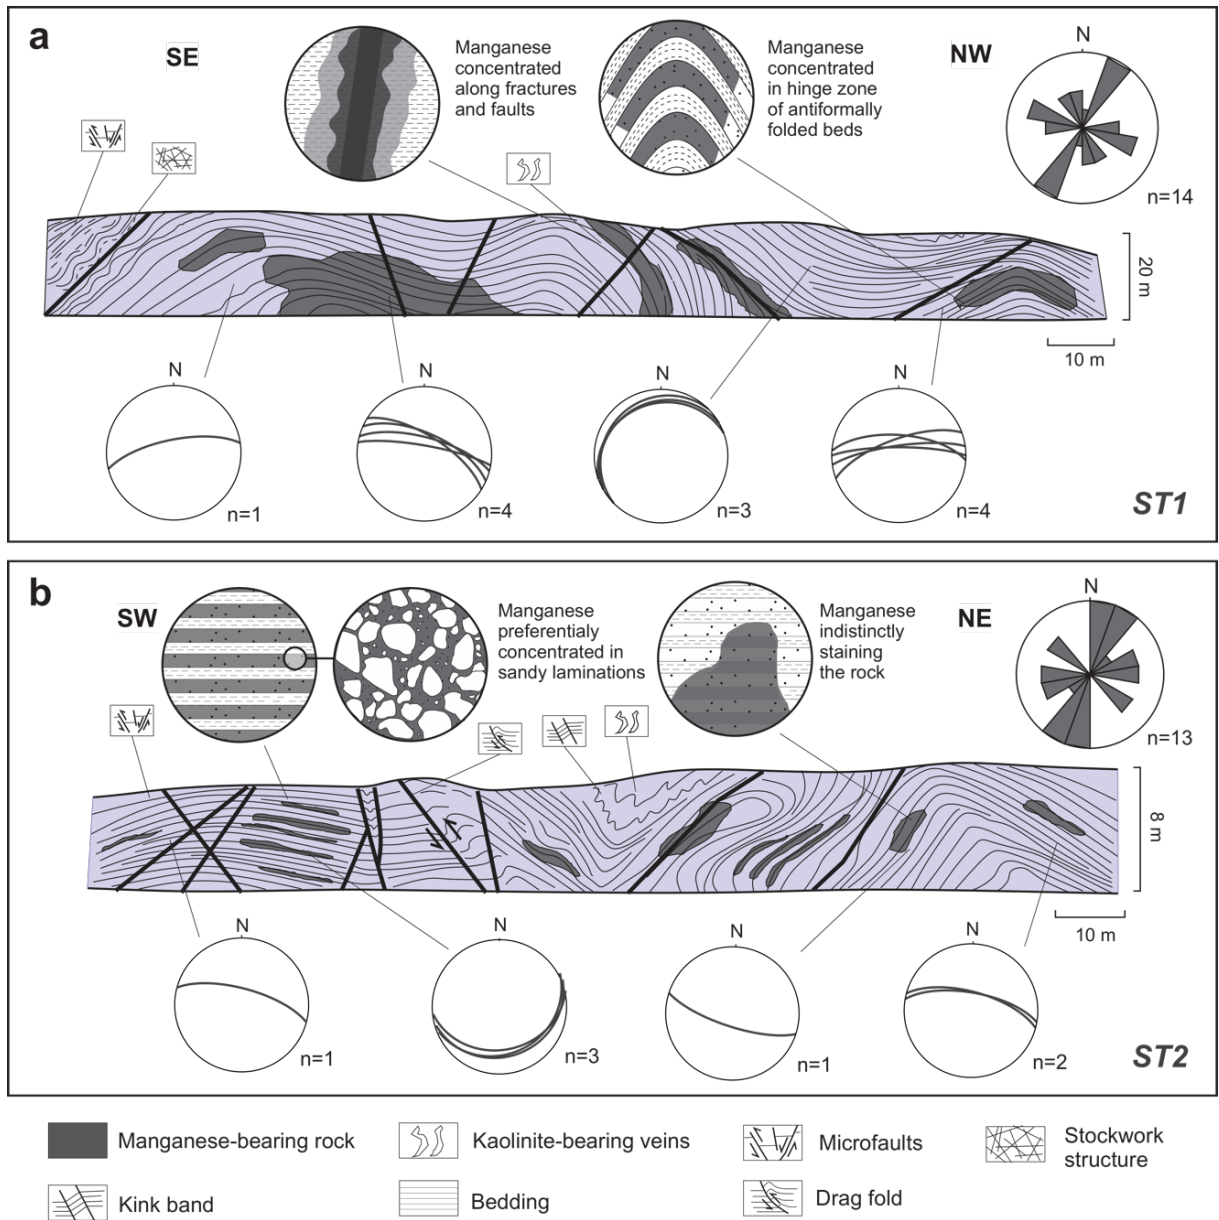 a
SE
Manganese
concentrated
along fractures
and faults
Manganese
concentrated
in hinge zone
of antiformally
folded beds
NW
N
n=14
20 m
10 m
N
n=1
N
n=4
N
n=3
N
n=4
ST1
b
SW
Manganese
preferentialy
concentrated in
sandy laminations
Manganese
indistinctly
staining
the rock
NE
N
n=13
8 m
10 m
N
n=1
N
n=3
N
n=1
N
n=2
ST2
Manganese-bearing rock
Kaolinite-bearing veins
Microfaults
Stockwork
structure
Kink band
Bedding
Drag fold